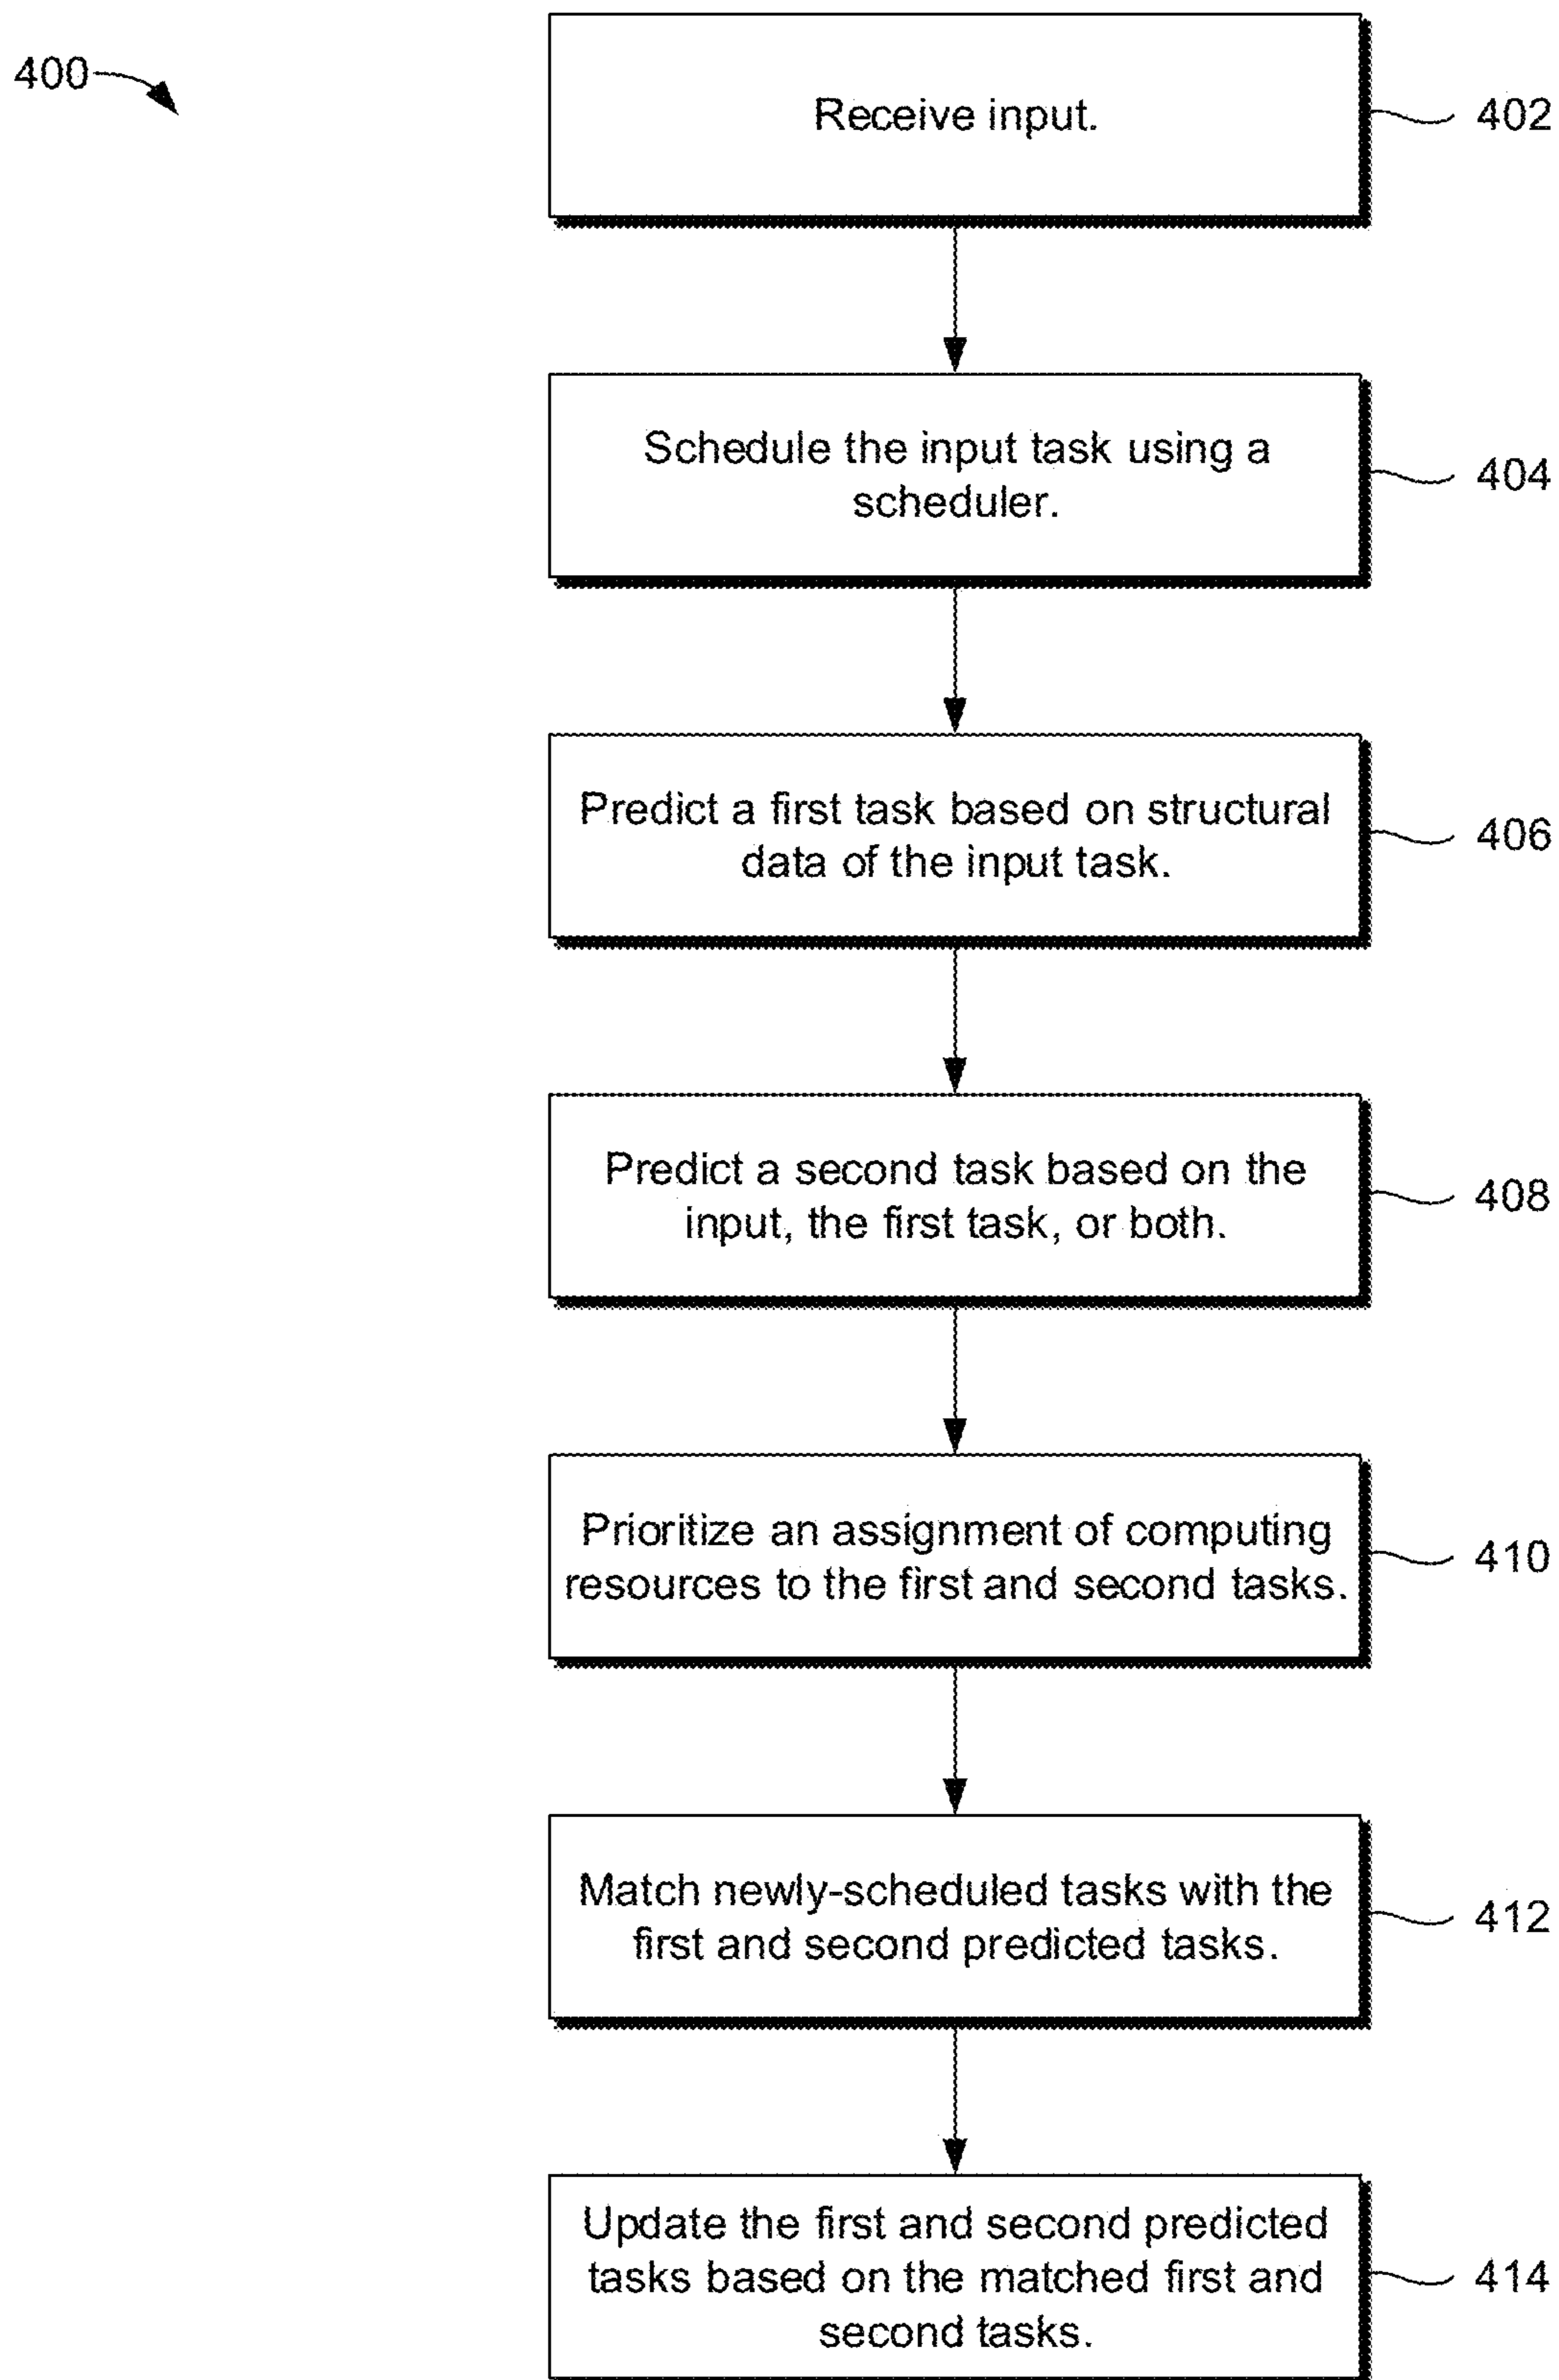 400
Receive input.
402
Schedule the input task using a
scheduler.
404
Predict a first task based on structural
data of the input task.
406
Predict a second task based on the
input, the first task, or both.
408
Prioritize an assignment of computing
resources to the first and second tasks.
410
Match newly-scheduled tasks with the
first and second predicted tasks.
412
Update the first and second predicted
tasks based on the matched first and
second tasks.
414